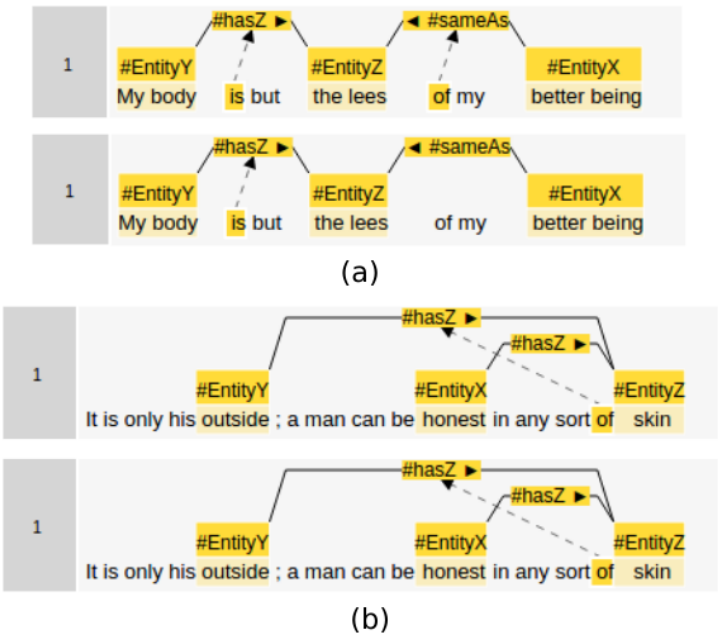 #hasZ ► ◄ #sameAs
1 #EntityY #EntityZ #EntityX
My body is but the lees of my better being
#hasZ ► ◄ #sameAs
1 #EntityY #EntityZ #EntityX
My body is but the lees of my better being
(a)
#hasZ ►
#hasZ ►
1 #EntityY #EntityX #EntityZ
It is only his outside ; a man can be honest in any sort of skin
#hasZ ►
#hasZ ►
1 #EntityY #EntityX #EntityZ
It is only his outside ; a man can be honest in any sort of skin
(b)